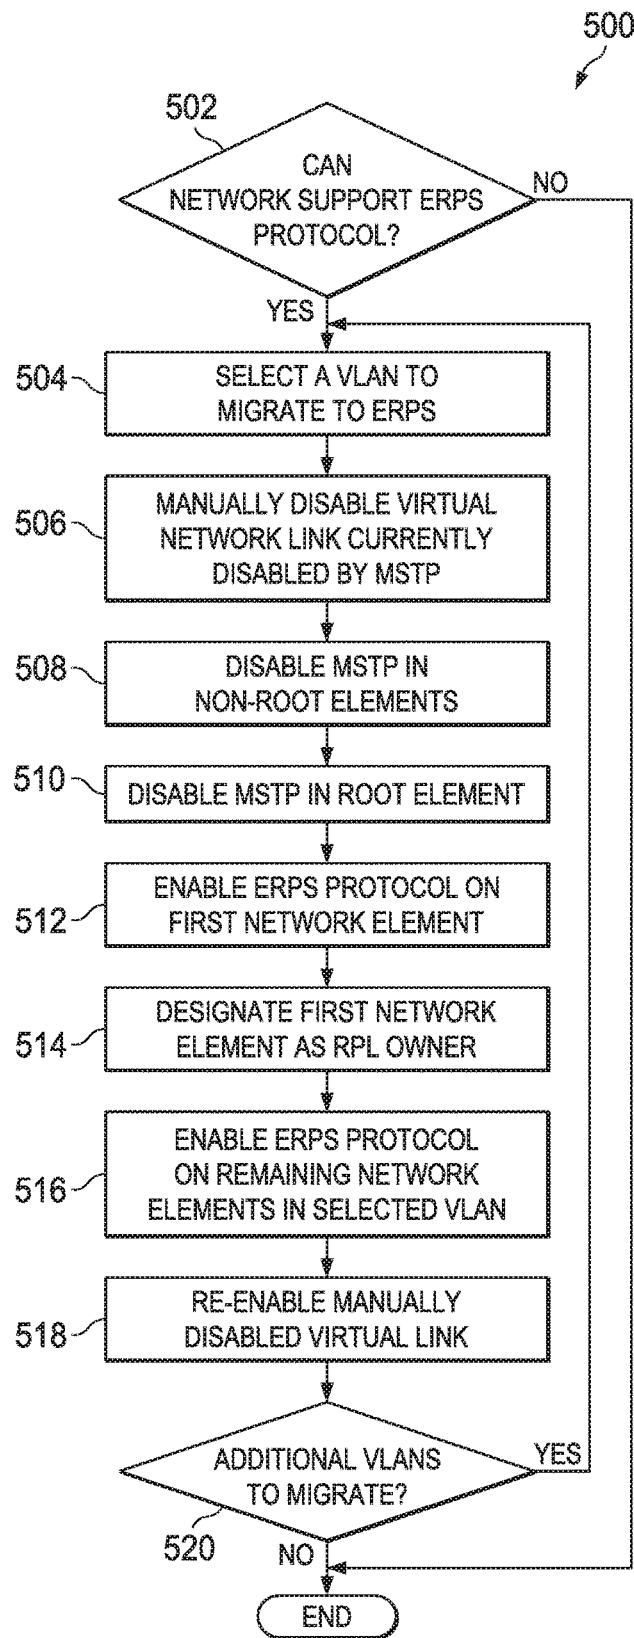 500
502
CAN
NETWORK SUPPORT ERPS
PROTOCOL?
NO
YES
504
SELECT A VLAN TO
MIGRATE TO ERPS
506
MANUALLY DISABLE VIRTUAL
NETWORK LINK CURRENTLY
DISABLED BY MSTP
508
DISABLE MSTP IN
NON-ROOT ELEMENTS
510
DISABLE MSTP IN ROOT ELEMENT
512
ENABLE ERPS PROTOCOL ON
FIRST NETWORK ELEMENT
514
DESIGNATE FIRST NETWORK
ELEMENT AS RPL OWNER
516
ENABLE ERPS PROTOCOL
ON REMAINING NETWORK
ELEMENTS IN SELECTED VLAN
518
RE-ENABLE MANUALLY
DISABLED VIRTUAL LINK
ADDITIONAL VLANS
TO MIGRATE?
YES
520
NO
END